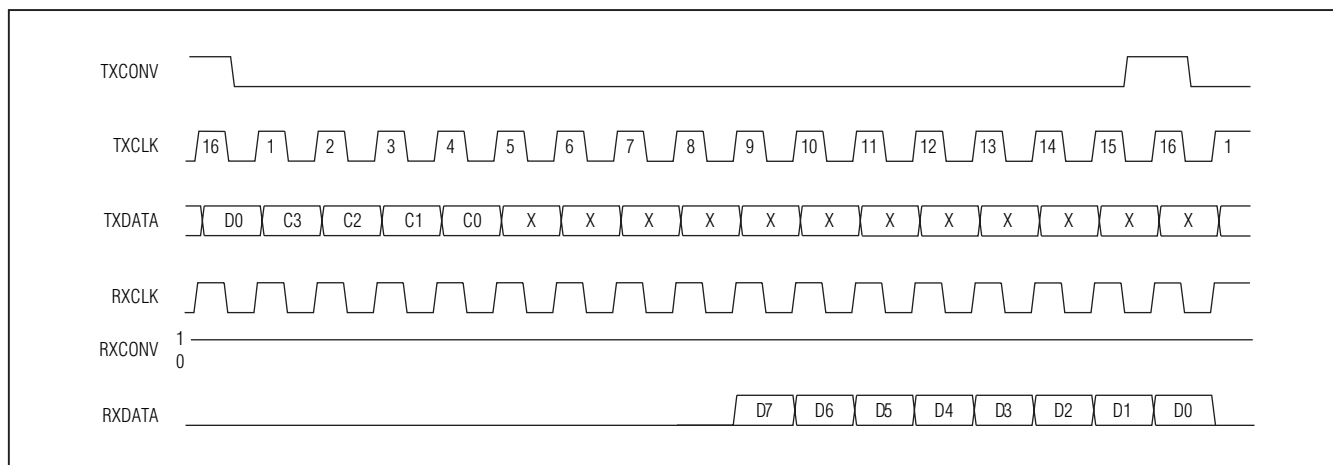 TXCONV
TXCLK 16 1 2 3 4 5 6 7 8 9 10 11 12 13 14 15 16 1
TXDATA D0 C3 C2 C1 C0 X X X X X X X X X X X X
RXCLK
RXCONV 1
0
RXDATA D7 D6 D5 D4 D3 D2 D1 D0